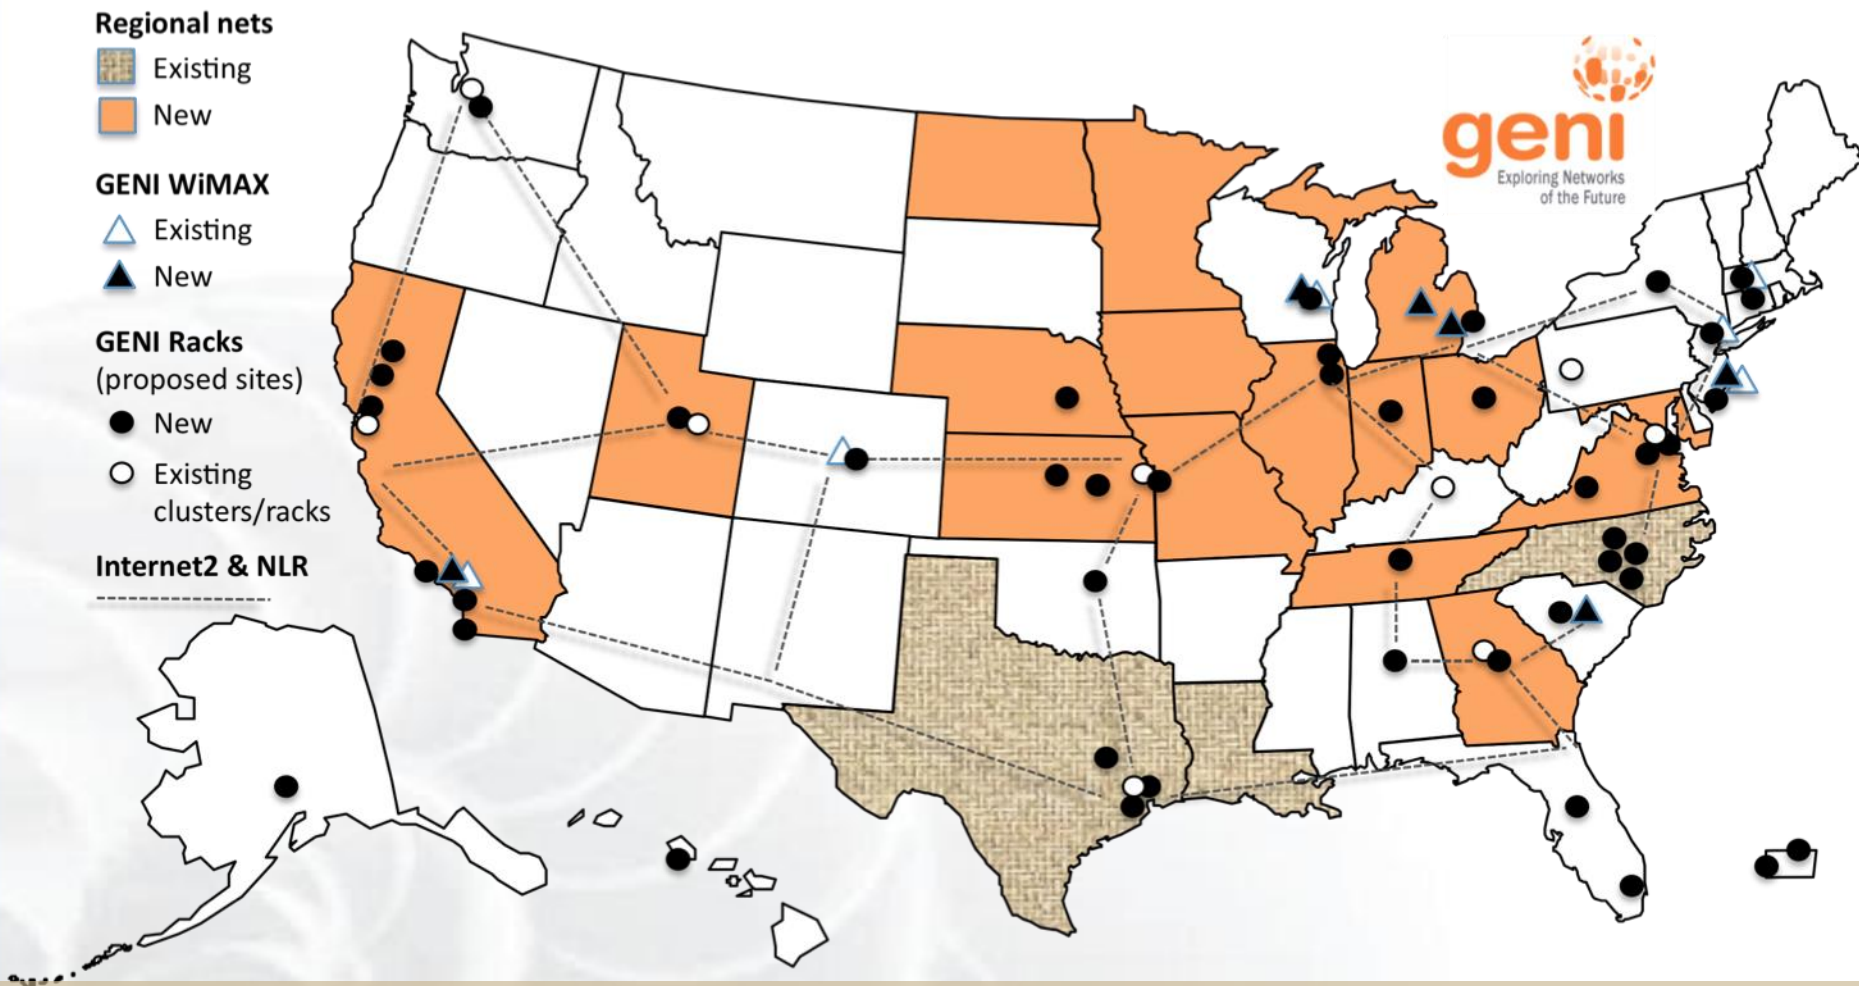 Regional nets
Existing
New
GENI WiMAX
Existing
New
GENI Racks
(proposed sites)
New
Existing
clusters/racks
Internet2 & NLR
geni
Exploring Networks
of the Future